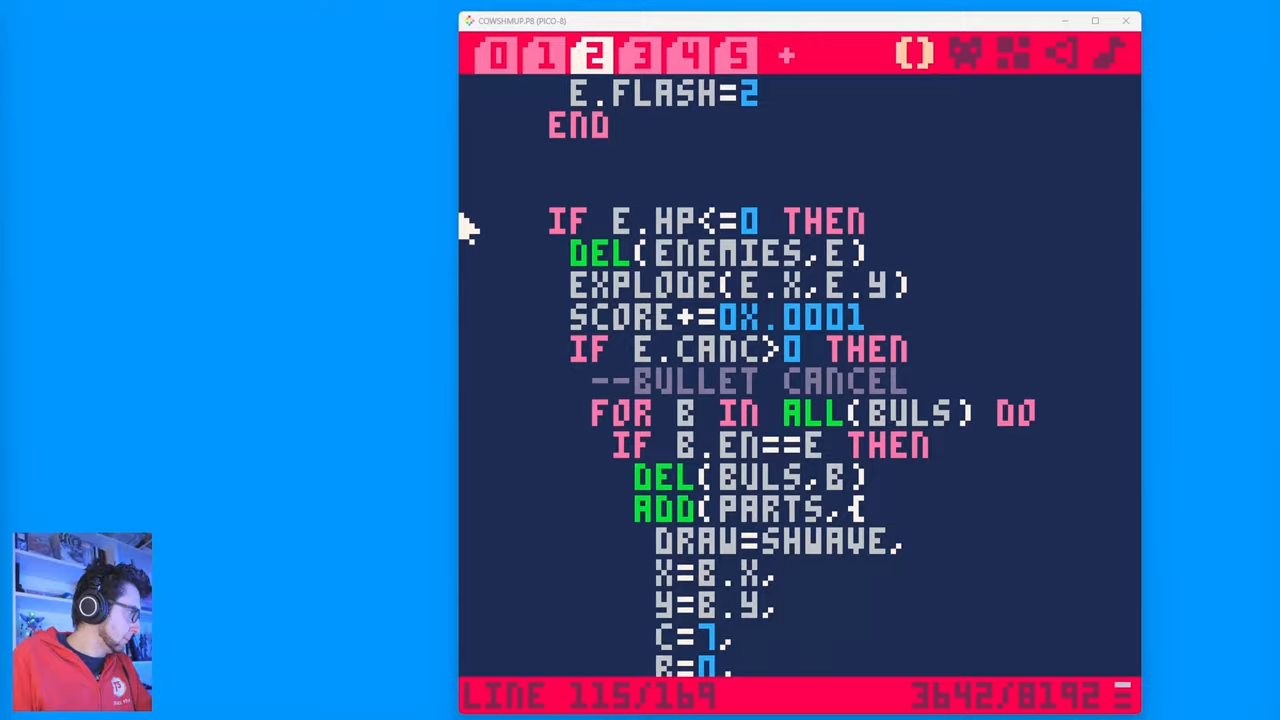 COWSHMUP.P8 (PICO-8)
0 1 2 3 4 5 +
E.FLASH=2
END
IF E.HP<=0 THEN
DEL(ENEMIES,E)
EXPLODE(E.X,E.Y)
SCORE+=0X.0001
IF E.CANC>0 THEN
--BULLET CANCEL
FOR B IN ALL(BULS) DO
IF B.EN==E THEN
DEL(BULS,B)
ADD(PARTS,{
DRAW=SHWAVE,
X=B.X,
Y=B.Y,
C=7,
R=0,
LINE 115/169 3642/8192